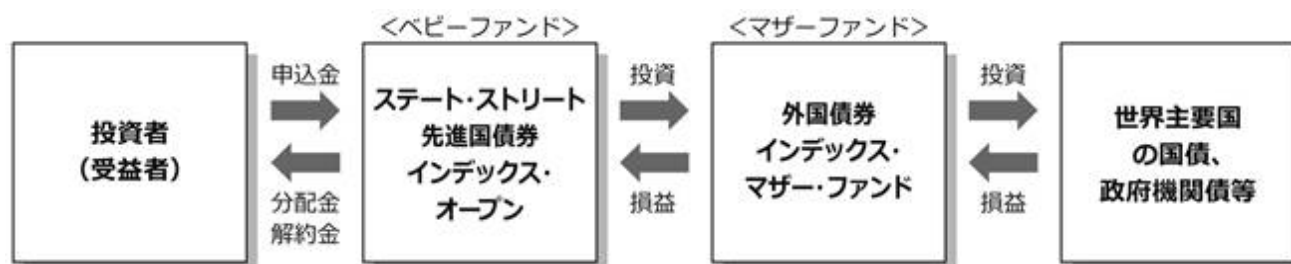 <ベビーファンド>
<マザーファンド>
投資者
(受益者)
申込金
分配金
解約金
ステート・ストリート
先進国債券
インデックス・
オープン
投資
損益
外国債券
インデックス・
マザー・ファンド
投資
損益
世界主要国
の国債、
政府機関債等